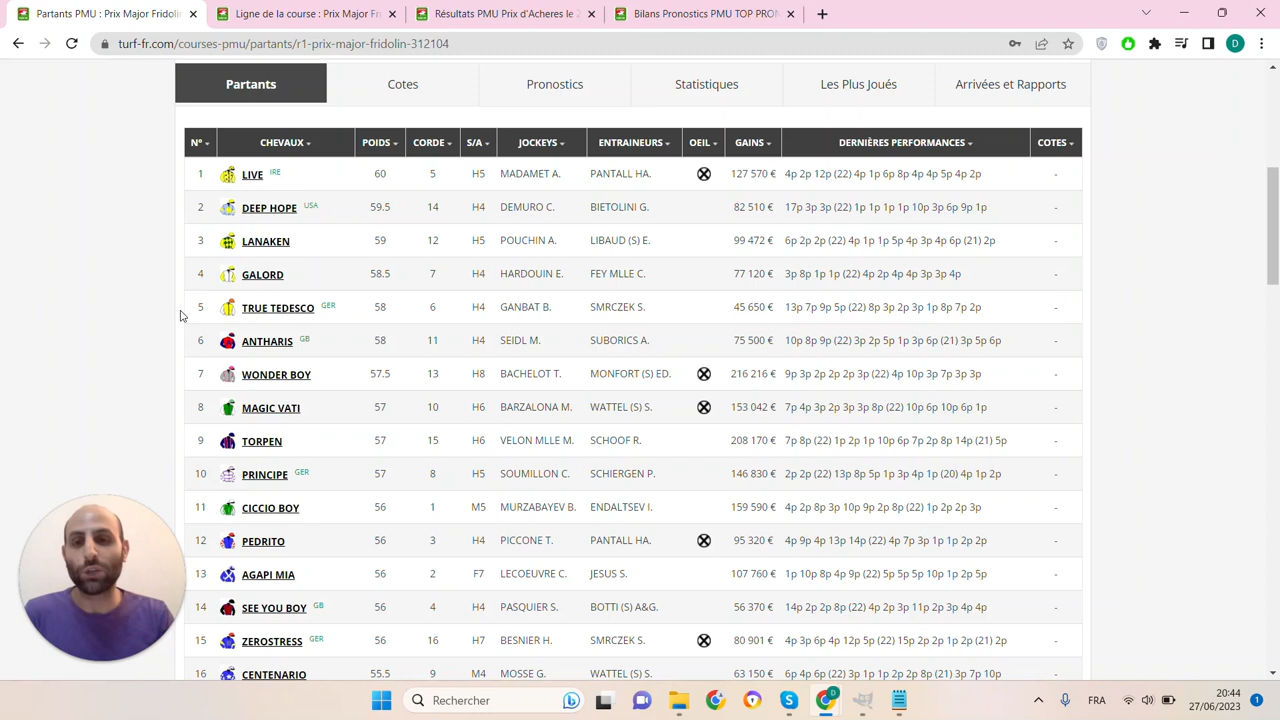 Partants PMU : Prix Major Fridolin
Ligne de la course : Prix Major Fr
Résultats PMU Prix d'Acheres le 2
Bilans Pronostics PMU TOP PRON
turf-fr.com/courses-pmu/partants/r1-prix-major-fridolin-312104
Partants Cotes Pronostics Statistiques Les Plus Joués Arrivées et Rapports
N° CHEVAUX POIDS CORDE S/A JOCKEYS ENTRAINEURS OEIL GAINS DERNIÈRES PERFORMANCES COTES
1 LIVE IRE 60 5 H5 MADAMET A. PANTALL HA. 127 570 € 4p 2p 12p (22) 4p 1p 6p 8p 4p 4p 5p 4p 2p -
2 DEEP HOPE USA 59.5 14 H4 DEMURO C. BIETOLINI G. 82 510 € 17p 3p 3p (22) 1p 1p 1p 1p 10p 3p 6p 9p 1p -
3 LANAKEN 59 12 H5 POUCHIN A. LIBAUD (S) E. 99 472 € 6p 2p 2p (22) 4p 1p 1p 5p 4p 3p 4p 6p (21) 2p -
4 GALORD 58.5 7 H4 HARDOUIN E. FEY MLLE C. 77 120 € 3p 8p 1p 1p (22) 4p 2p 4p 4p 3p 3p 4p -
5 TRUE TEDESCO GER 58 6 H4 GANBAT B. SMRCZEK S. 45 650 € 13p 7p 9p 5p (22) 8p 3p 2p 3p 1p 8p 7p 2p -
6 ANTHARIS GB 58 11 H4 SEIDL M. SUBORICS A. 75 500 € 10p 8p 9p (22) 3p 2p 5p 1p 3p 6p (21) 3p 5p 6p -
7 WONDER BOY 57.5 13 H8 BACHELOT T. MONFORT (S) ED. 216 216 € 9p 3p 2p 2p 2p 3p (22) 4p 10p 3p 7p 3p 3p -
8 MAGIC VATI 57 10 H6 BARZALONA M. WATTEL (S) S. 153 042 € 7p 4p 3p 2p 3p 3p 8p (22) 10p 6p 10p 6p 1p -
9 TORPEN 57 15 H6 VELON MLLE M. SCHOOF R. 208 170 € 7p 8p (22) 1p 2p 1p 10p 6p 7p 2p 8p 14p (21) 5p -
10 PRINCIPE GER 57 8 H5 SOUMILLON C. SCHIERGEN P. 146 830 € 2p 2p (22) 13p 8p 5p 1p 3p 4p 1p (20) 4p 1p 2p -
11 CICCIO BOY 56 1 M5 MURZABAYEV B. ENDALTSEV I. 159 590 € 4p 2p 8p 3p 10p 9p 2p 8p (22) 1p 2p 2p 3p -
12 PEDRITO 56 3 H4 PICCONE T. PANTALL HA. 95 320 € 4p 9p 4p 13p 14p (22) 4p 7p 3p 1p 1p 2p 2p -
13 AGAPI MIA 56 2 F7 LECOEUVRE C. JESUS S. 107 760 € 1p 10p 8p 4p 9p (22) 5p 5p 5p 10p 1p 2p 5p -
14 SEE YOU BOY GB 56 4 H4 PASQUIER S. BOTTI (S) A&G. 56 370 € 14p 2p 2p 8p (22) 4p 2p 3p 11p 2p 3p 4p 4p -
15 ZEROSTRESS GER 56 16 H7 BESNIER H. SMRCZEK S. 80 901 € 4p 3p 6p 4p 12p 5p (22) 15p 2p 2p 1p 2p (21) 2p -
16 CENTENARIO 55.5 9 M4 MOSSE G. WATTEL (S) S. 63 150 € 6p 4p 6p (22) 3p 1p 1p 2p 2p 8p (21) 3p 7p 10p -
Rechercher
FRA
20:44
27/06/2023
1